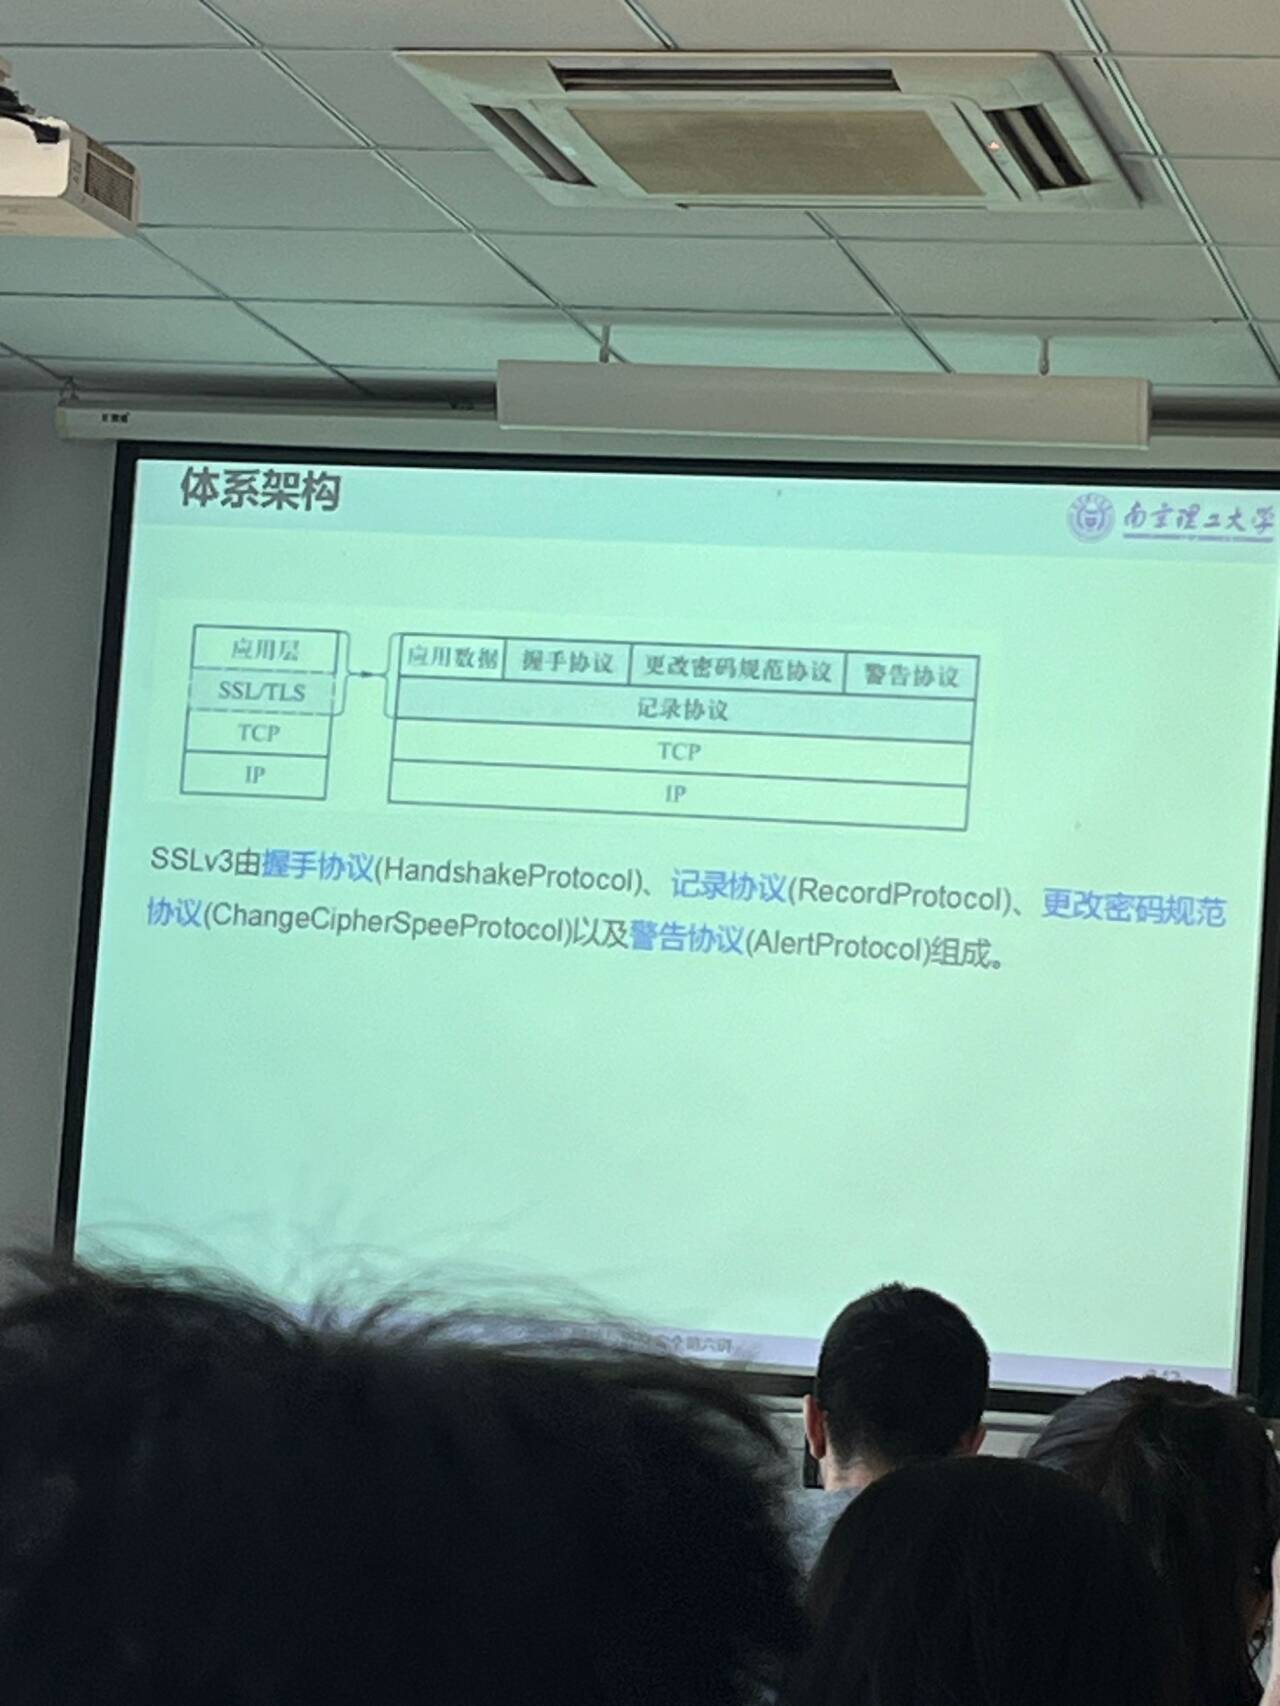 体系架构
南京理工大学
应用层
SSL/TLS
TCP
IP
应用数据 握手协议 更改密码规范协议 警告协议
记录协议
TCP
IP
SSLv3由握手协议(HandshakeProtocol)、记录协议(RecordProtocol)、更改密码规范
协议(ChangeCipherSpeeProtocol)以及警告协议(AlertProtocol)组成。